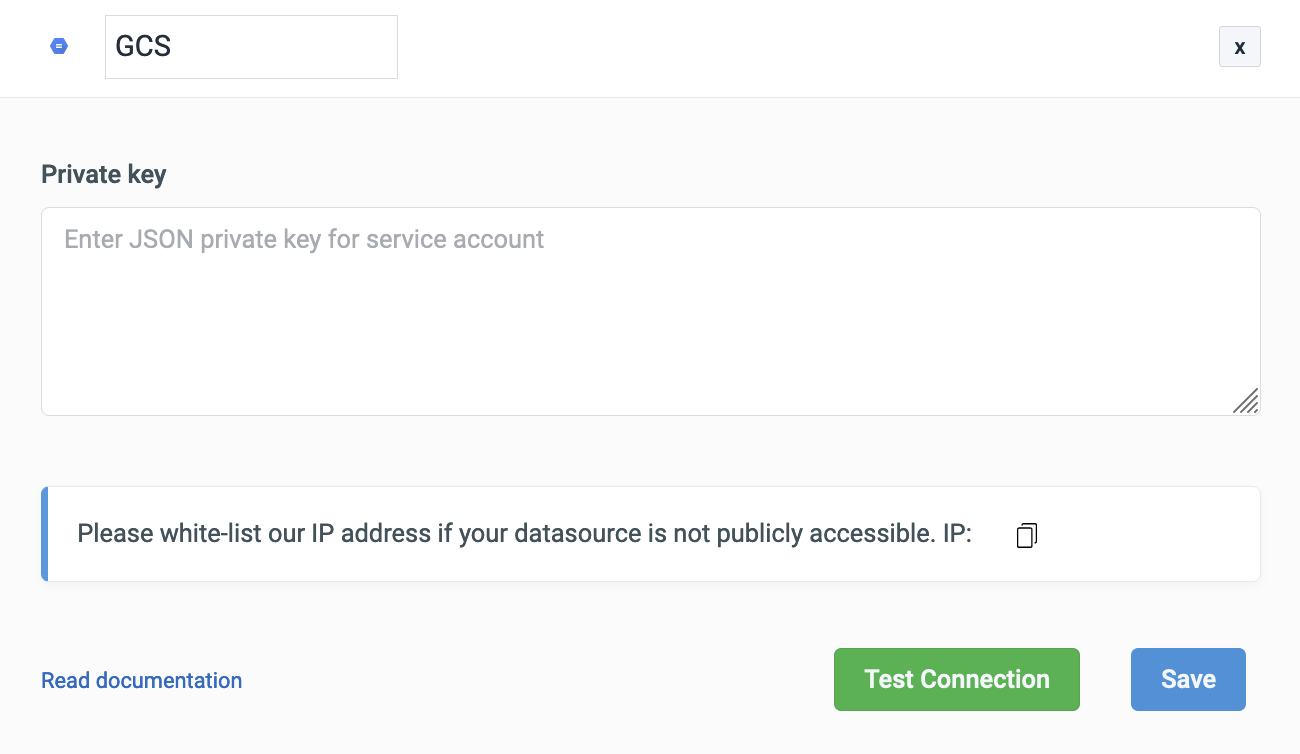 GCS
x
Private key
Enter JSON private key for service account
Please white-list our IP address if your datasource is not publicly accessible. IP:
Read documentation
Test Connection
Save